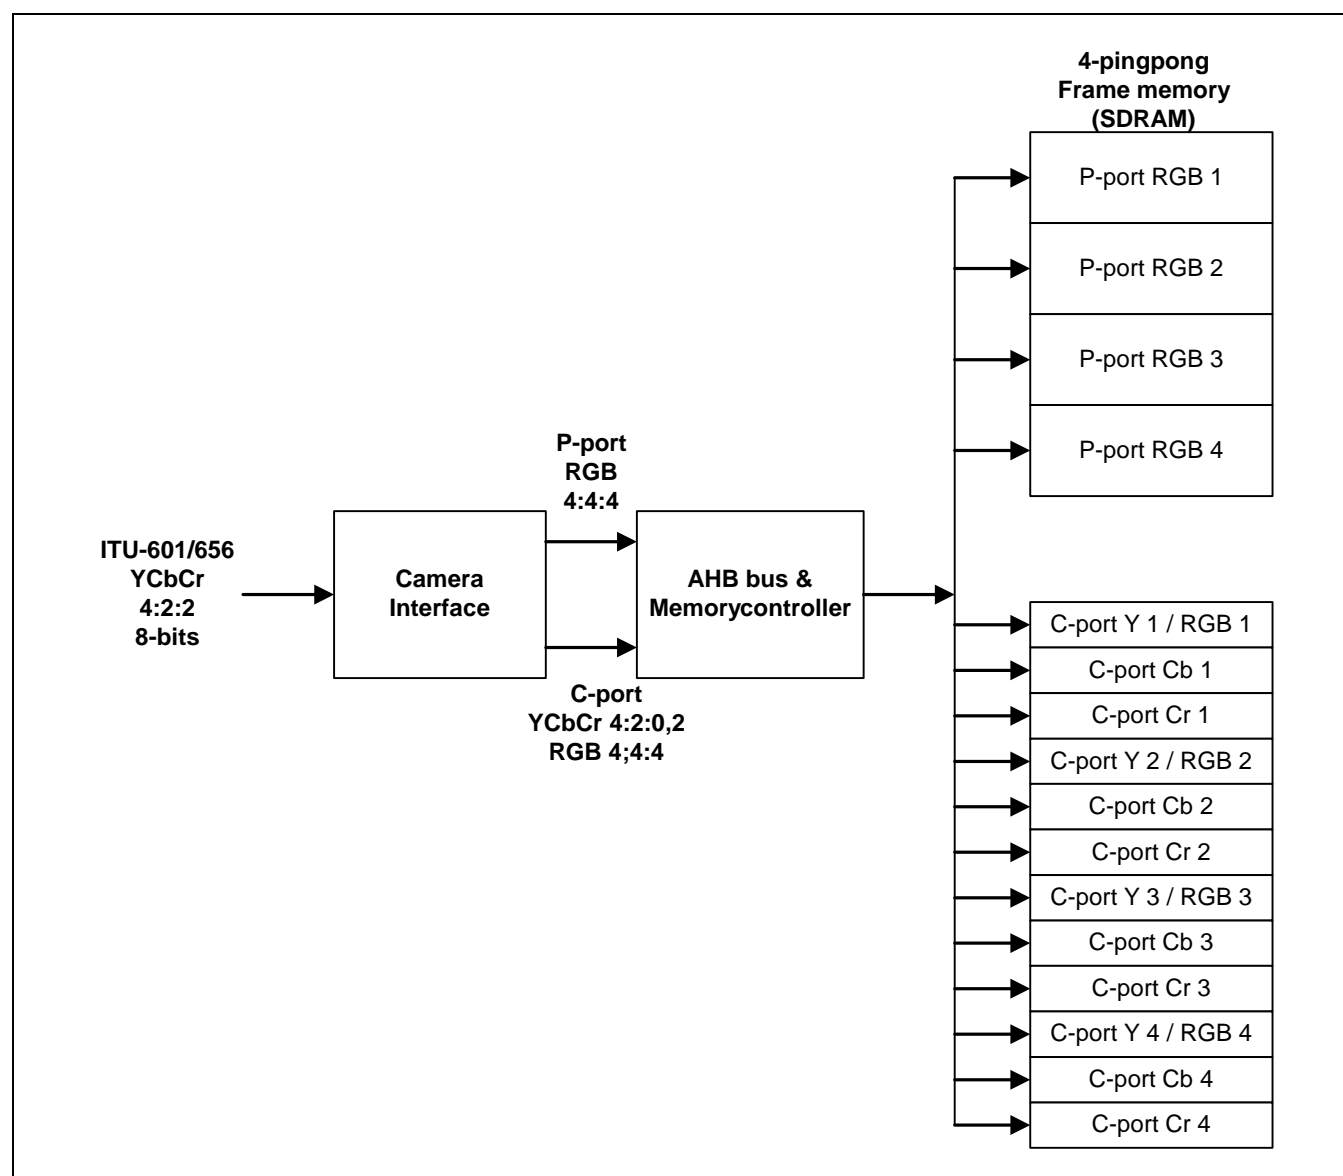 4-pingpong
Frame memory
(SDRAM)
P-port RGB 1
P-port RGB 2
P-port RGB 3
P-port RGB 4
P-port
RGB
4:4:4
ITU-601/656
YCbCr
4:2:2
8-bits
Camera
Interface
AHB bus &
Memorycontroller
C-port
YCbCr 4:2:0,2
RGB 4;4:4
C-port Y 1 / RGB 1
C-port Cb 1
C-port Cr 1
C-port Y 2 / RGB 2
C-port Cb 2
C-port Cr 2
C-port Y 3 / RGB 3
C-port Cb 3
C-port Cr 3
C-port Y 4 / RGB 4
C-port Cb 4
C-port Cr 4